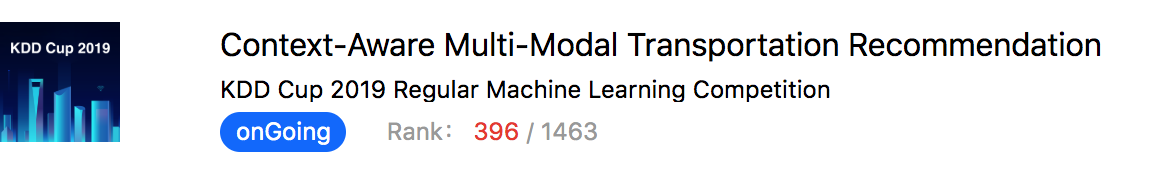 KDD Cup 2019
Context-Aware Multi-Modal Transportation Recommendation
KDD Cup 2019 Regular Machine Learning Competition
onGoing Rank： 396 / 1463